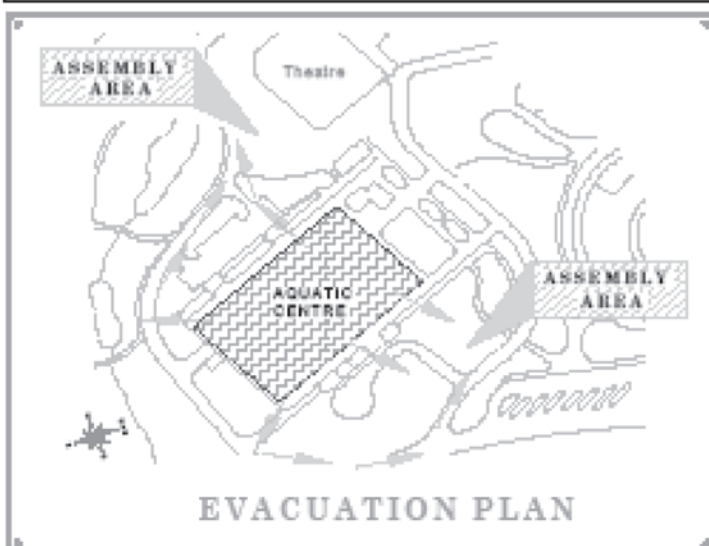 ASSEMBLY
AREA
Theatre
AQUATIC
CENTRE
ASSEMBLY
AREA
EVACUATION PLAN